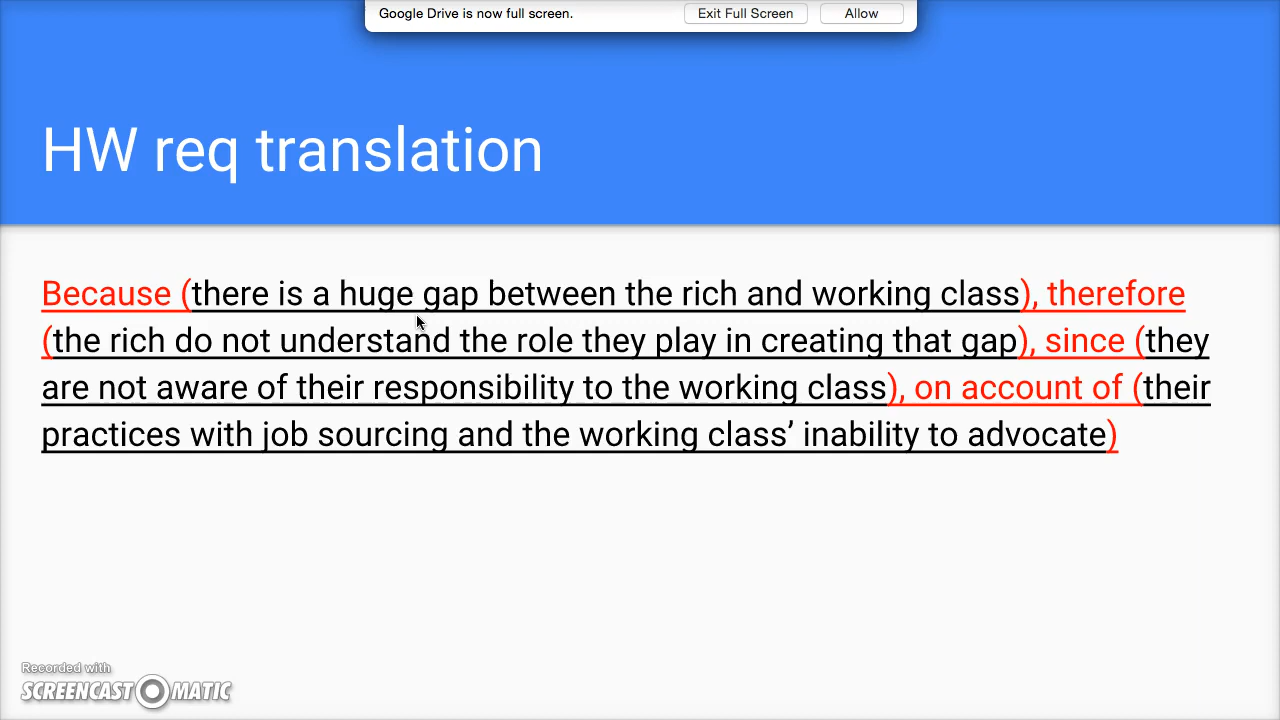 Google Drive is now full screen. Exit Full Screen Allow
HW req translation
Because (there is a huge gap between the rich and working class), therefore
(the rich do not understand the role they play in creating that gap), since (they
are not aware of their responsibility to the working class), on account of (their
practices with job sourcing and the working class’ inability to advocate)
Recorded with
SCREENCAST MATIC